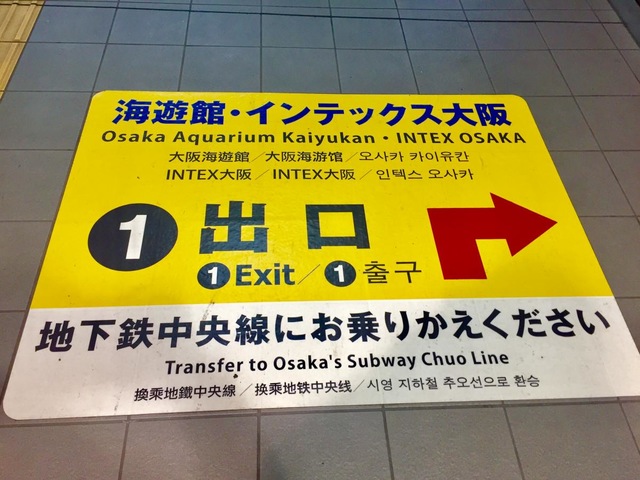 海遊館・インテックス大阪
Osaka Aquarium Kaiyukan・INTEX OSAKA
大阪海遊館／大阪海游馆／오사카 카이유칸
INTEX大阪／INTEX大阪／인텍스 오사카
1 出口
1 Exit／1 출구
地下鉄中央線にお乗りかえください
Transfer to Osaka's Subway Chuo Line
換乘地鐵中央線／换乘地铁中央线／시영 지하철 추오선으로 환승